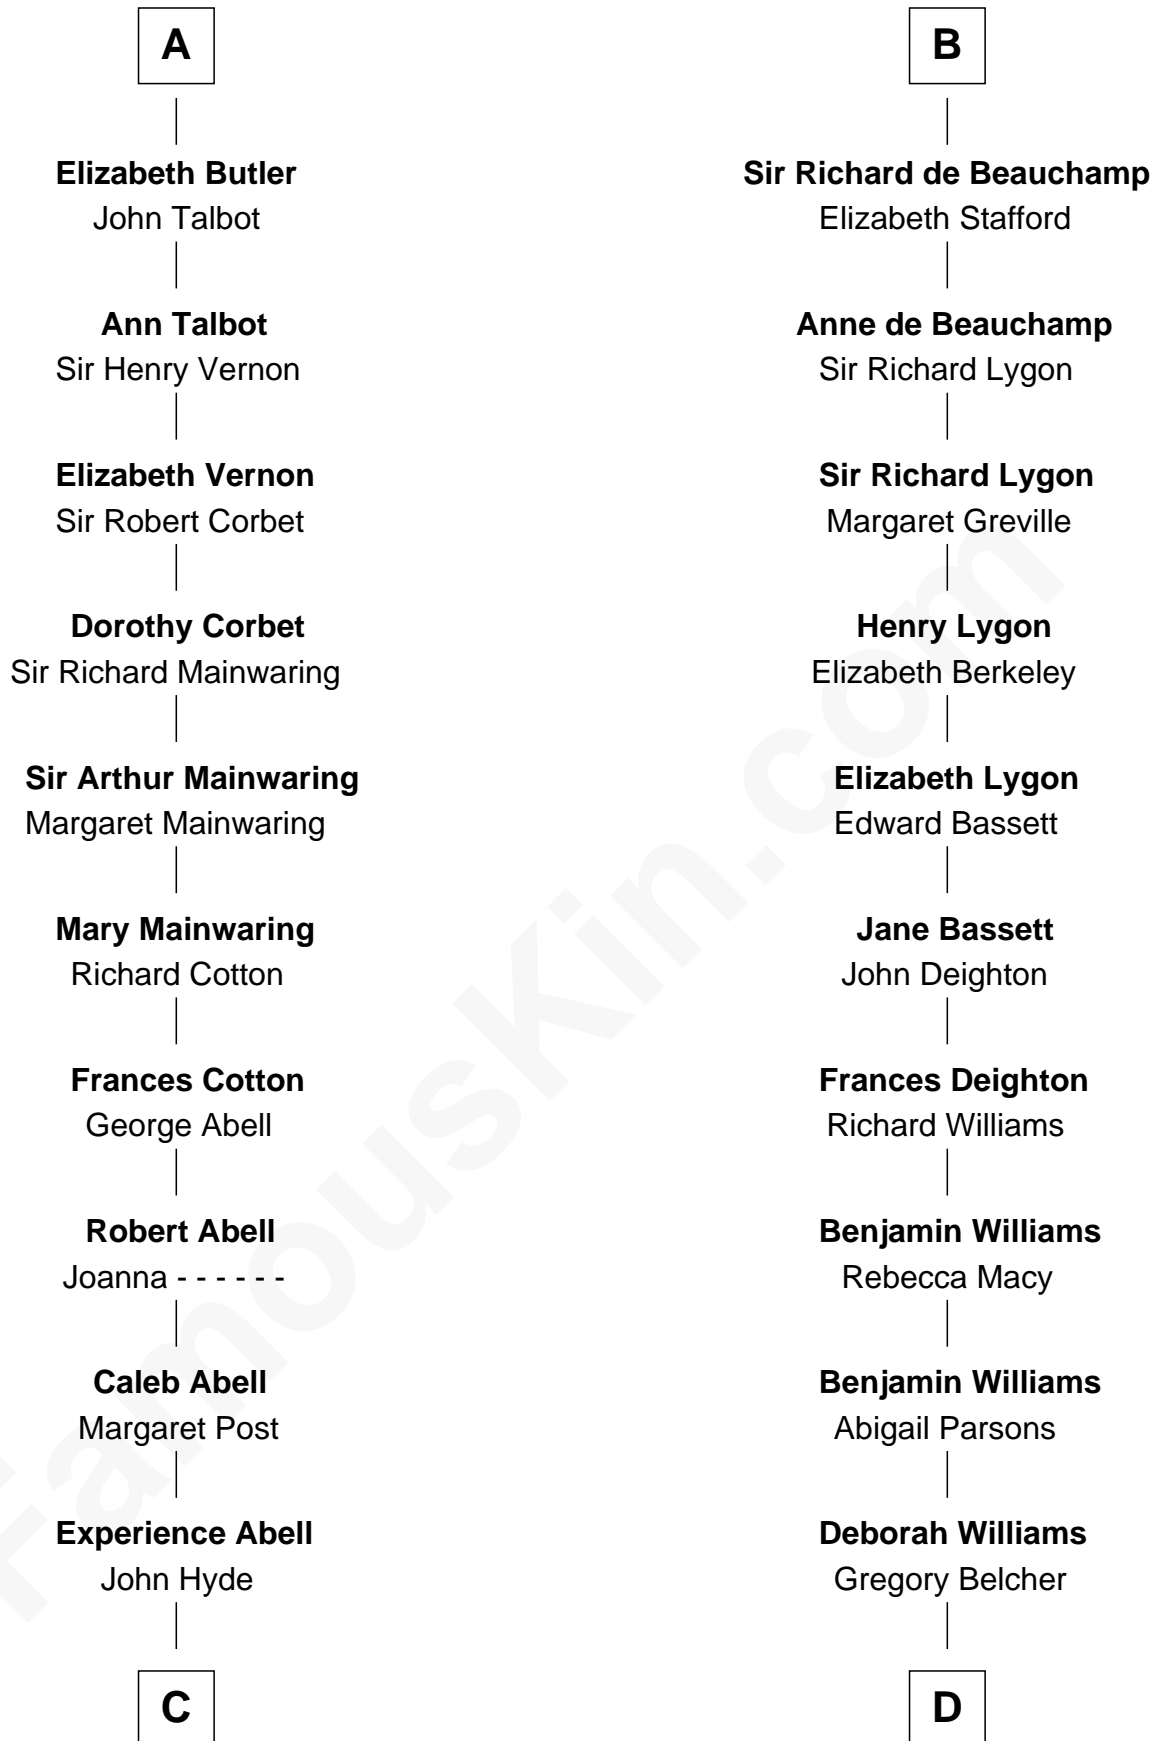 A
Elizabeth Butler
John Talbot
Ann Talbot
Sir Henry Vernon
Elizabeth Vernon
Sir Robert Corbet
Dorothy Corbet
Sir Richard Mainwaring
Sir Arthur Mainwaring
Margaret Mainwaring
Mary Mainwaring
Richard Cotton
Frances Cotton
George Abell
Robert Abell
Joanna - - - - - -
Caleb Abell
Margaret Post
Experience Abell
John Hyde
C
B
Sir Richard de Beauchamp
Elizabeth Stafford
Anne de Beauchamp
Sir Richard Lygon
Sir Richard Lygon
Margaret Greville
Henry Lygon
Elizabeth Berkeley
Elizabeth Lygon
Edward Bassett
Jane Bassett
John Deighton
Frances Deighton
Richard Williams
Benjamin Williams
Rebecca Macy
Benjamin Williams
Abigail Parsons
Deborah Williams
Gregory Belcher
D
FamousKin.com